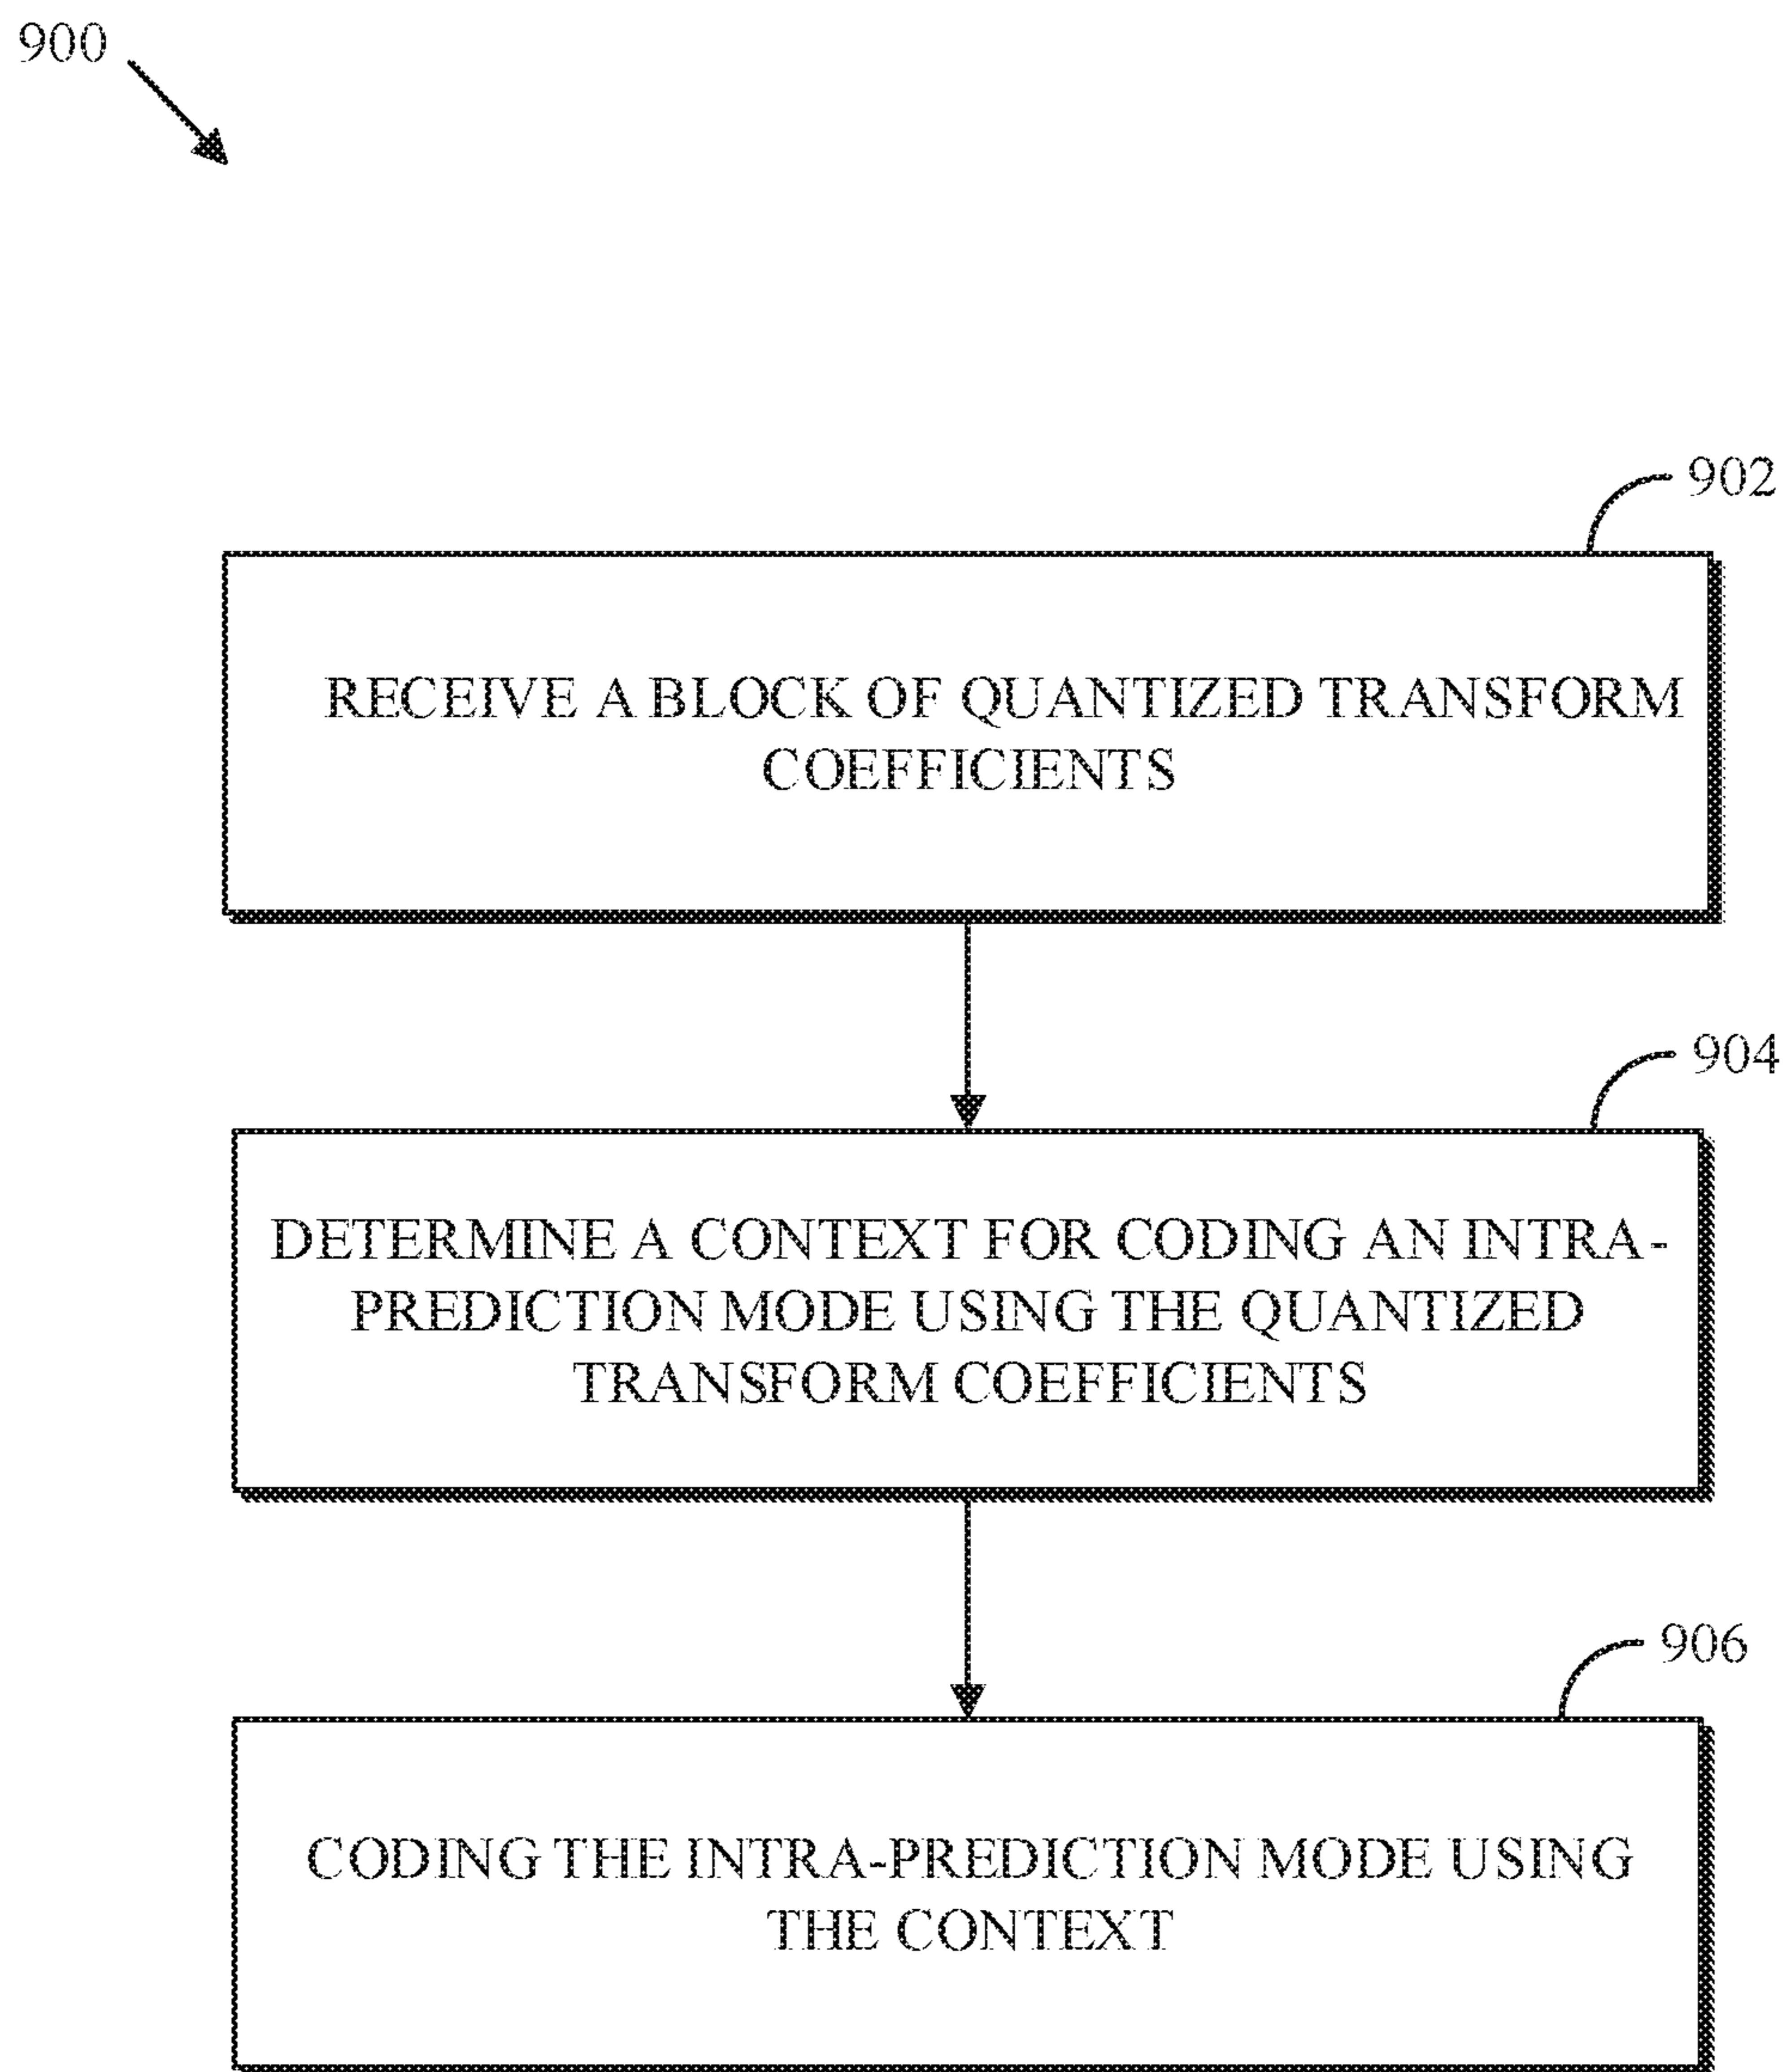 900
902
RECEIVE A BLOCK OF QUANTIZED TRANSFORM
COEFFICIENTS
904
DETERMINE A CONTEXT FOR CODING AN INTRA-
PREDICTION MODE USING THE QUANTIZED
TRANSFORM COEFFICIENTS
906
CODING THE INTRA-PREDICTION MODE USING
THE CONTEXT